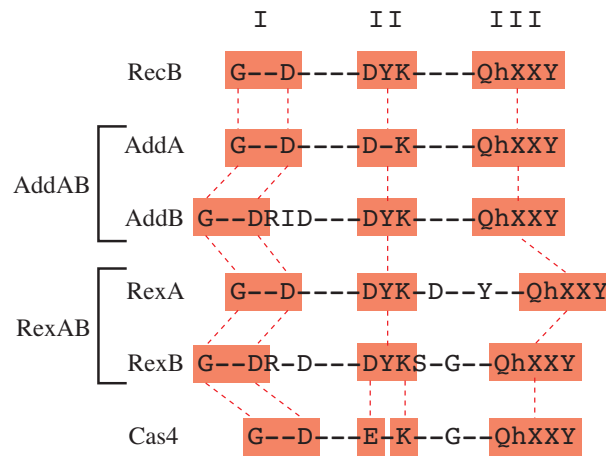 I II III
RecB G--D----DYK----QhXXY
AddA G--D----D-K----QhXXY
AddAB
AddB G--DRID---DYK----QhXXY
RexA G--D----DYK-D--Y--QhXXY
RexAB
RexB G--DR-D---DYKS-G--QhXXY
Cas4 G--D---E-K--G--QhXXY